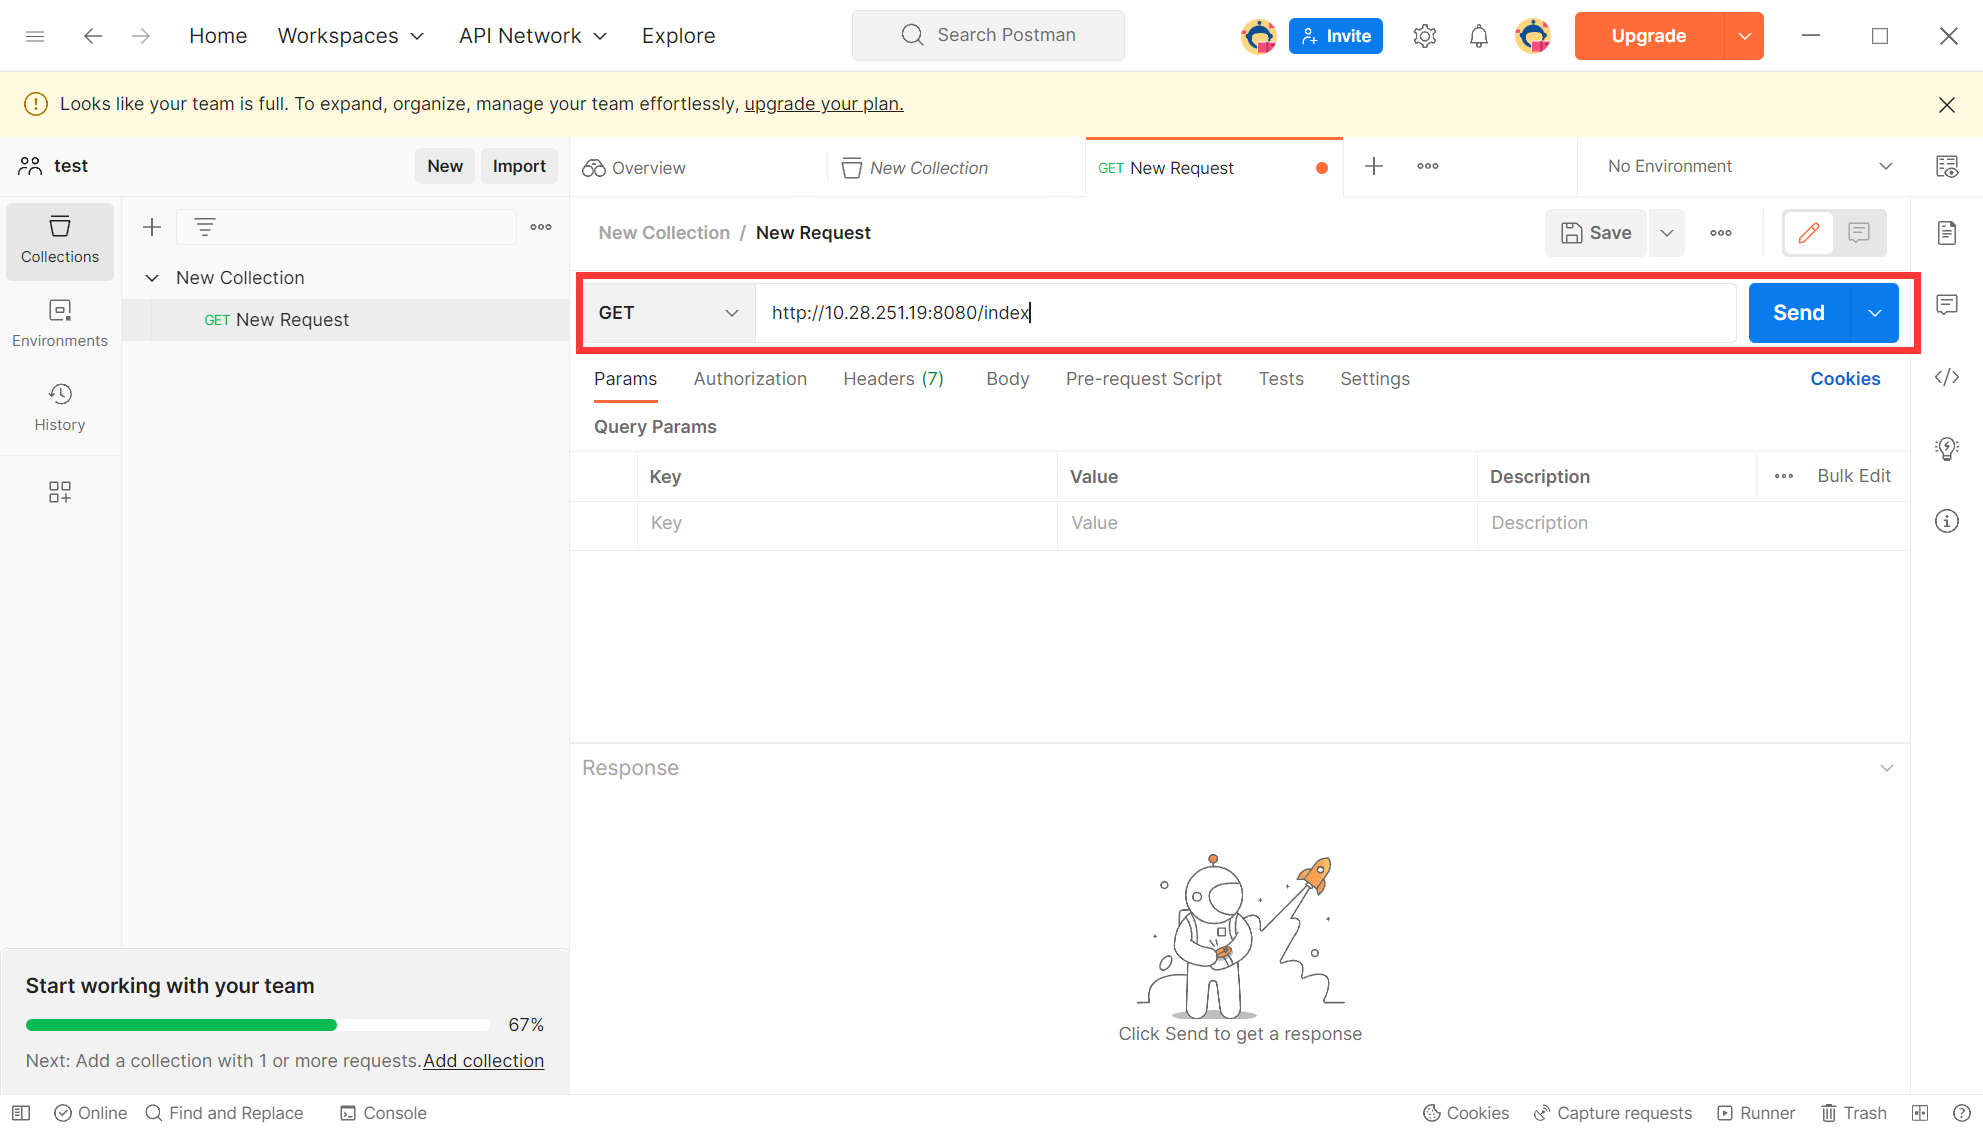 Home Workspaces API Network Explore Search Postman Invite Upgrade
Looks like your team is full. To expand, organize, manage your team effortlessly, upgrade your plan.
test New Import Overview New Collection GET New Request No Environment
Collections
New Collection / New Request Save
New Collection
GET New Request
GET http://10.28.251.19:8080/index Send
Environments
History
Params Authorization Headers (7) Body Pre-request Script Tests Settings Cookies
Query Params
Key Value Description Bulk Edit
Key Value Description
Response
Click Send to get a response
Start working with your team
67%
Next: Add a collection with 1 or more requests. Add collection
Online Find and Replace Console Cookies Capture requests Runner Trash